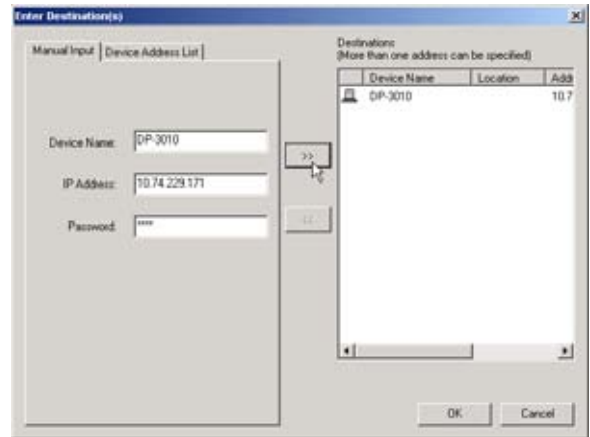 Enter Destination(s)
Manual Input
Device Address List
Device Name:
DP-3010
IP Address:
10.74.229.171
Password:
****
>>
<<
Destinations
(More than one address can be specified)
Device Name
Location
Addr
DP-3010
10.7
OK
Cancel